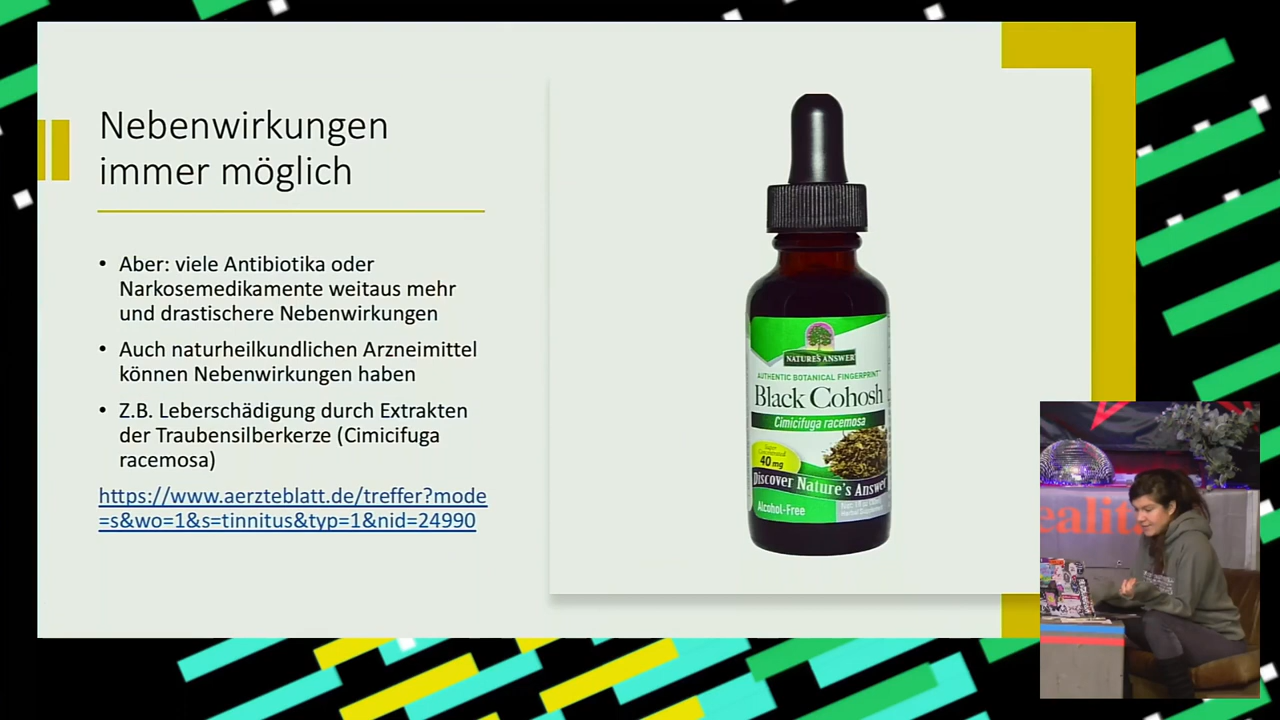 Nebenwirkungen
immer möglich
• Aber: viele Antibiotika oder
Narkosemedikamente weitaus mehr
und drastischere Nebenwirkungen
• Auch naturheilkundlichen Arzneimittel
können Nebenwirkungen haben
• Z.B. Leberschädigung durch Extrakten
der Traubensilberkerze (Cimicifuga
racemosa)
https://www.aerzteblatt.de/treffer?mode
=s&wo=1&s=tinnitus&typ=1&nid=24990
NATURE'S ANSWER
AUTHENTIC BOTANICAL FINGERPRINT
Black Cohosh
Cimicifuga racemosa
40 mg
Discover Nature's Answer
Alcohol-Free
ealit